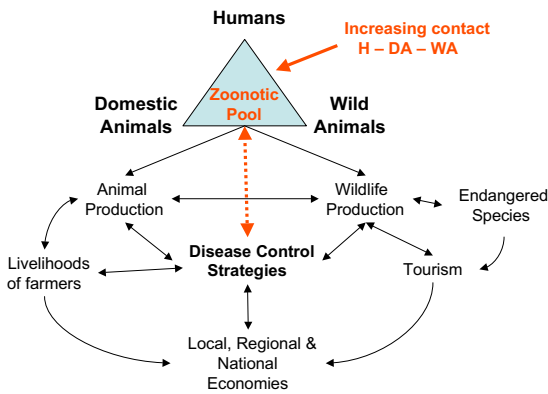 Humans
Increasing contact
H – DA – WA
Zoonotic
Pool
Domestic
Animals
Wild
Animals
Animal
Production
Wildlife
Production
Endangered
Species
Disease Control
Strategies
Livelihoods
of farmers
Tourism
Local, Regional &
National
Economies